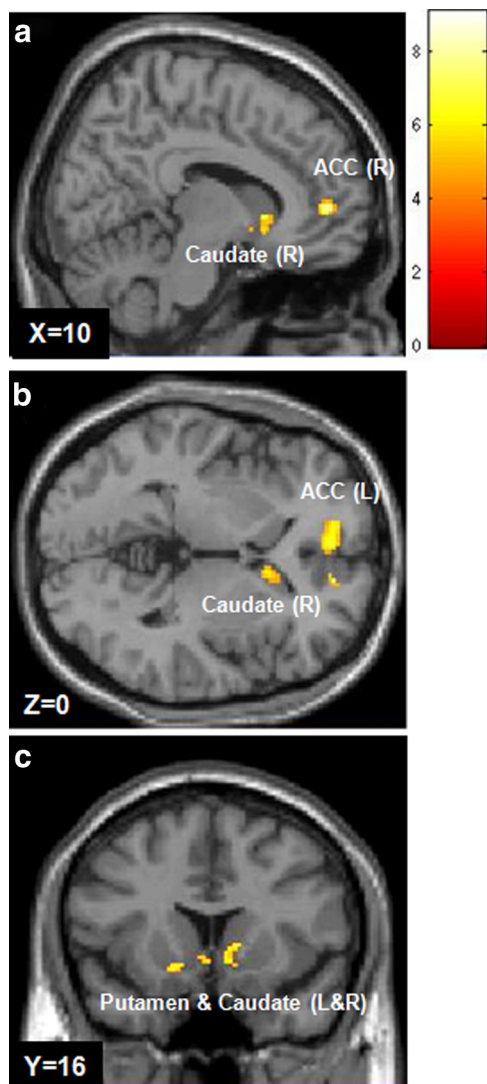 a
8
6
4
2
0
ACC (R)
Caudate (R)
X=10
b
ACC (L)
Caudate (R)
Z=0
c
Putamen & Caudate (L&R)
Y=16